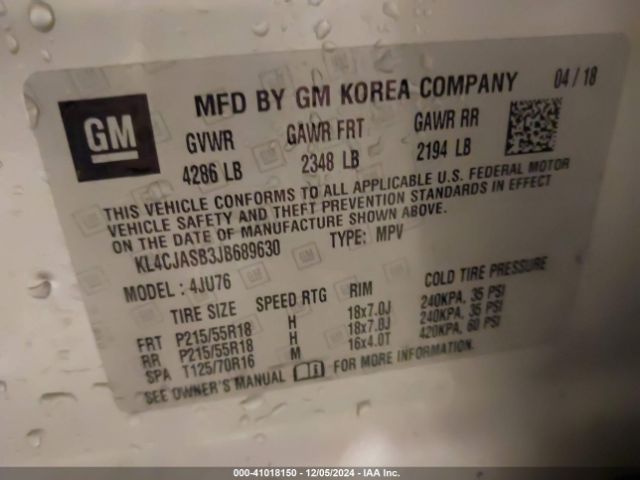 GM
MFD BY GM KOREA COMPANY 04 / 18
GVWR GAWR FRT GAWR RR
4286 LB 2348 LB 2194 LB
THIS VEHICLE CONFORMS TO ALL APPLICABLE U.S. FEDERAL MOTOR
VEHICLE SAFETY AND THEFT PREVENTION STANDARDS IN EFFECT
ON THE DATE OF MANUFACTURE SHOWN ABOVE.
KL4CJASB3JB689630 TYPE: MPV
MODEL : 4JU76
TIRE SIZE SPEED RTG RIM COLD TIRE PRESSURE
FRT P215/55R18 H 18x7.0J 240KPA, 35 PSI
RR P215/55R18 H 18x7.0J 240KPA, 35 PSI
SPA T125/70R16 M 16x4.0T 420KPA, 60 PSI
SEE OWNER'S MANUAL FOR MORE INFORMATION.
000-41018150 - 12/05/2024 - IAA Inc.